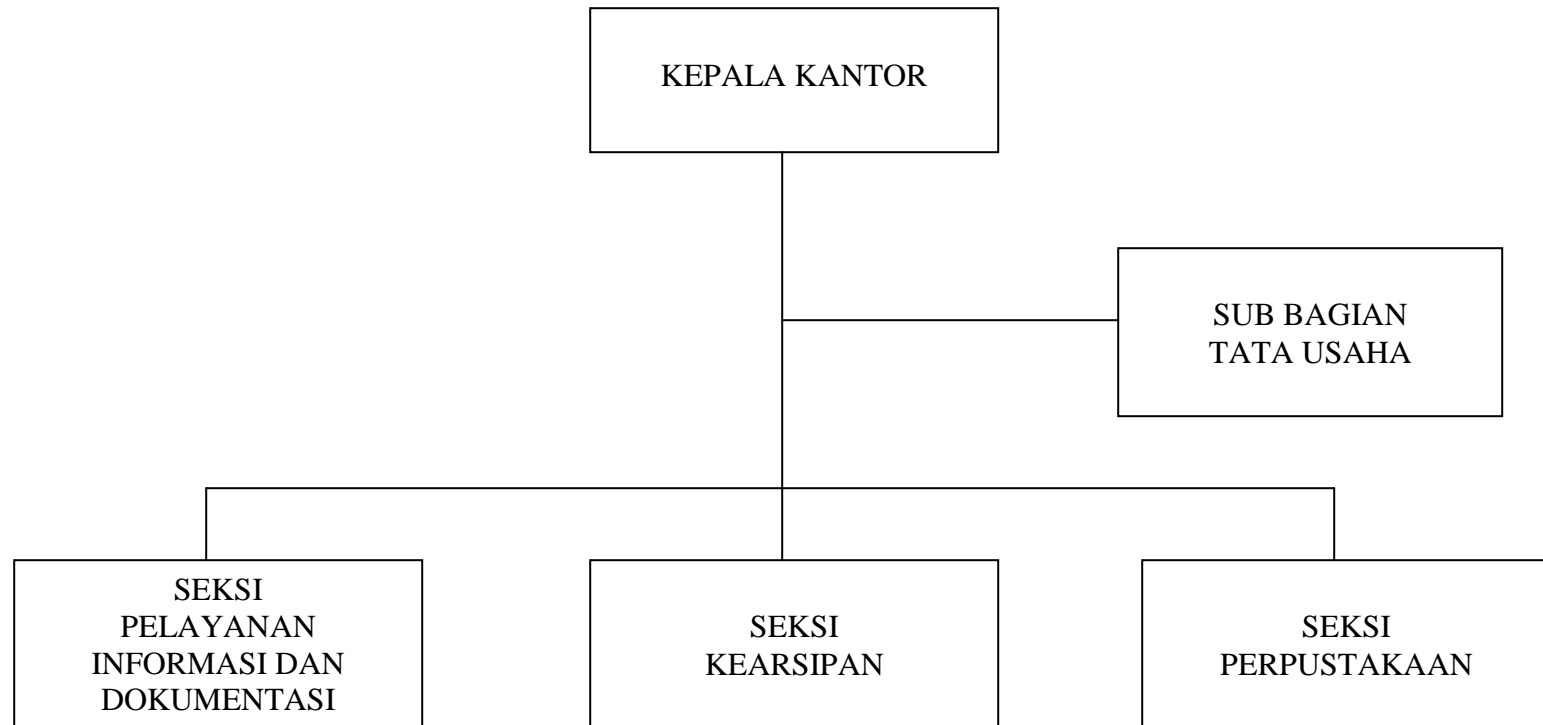 KEPALA KANTOR
SUB BAGIAN
TATA USAHA
SEKSI
PELAYANAN
INFORMASI DAN
DOKUMENTASI
SEKSI
KEARSIPAN
SEKSI
PERPUSTAKAAN